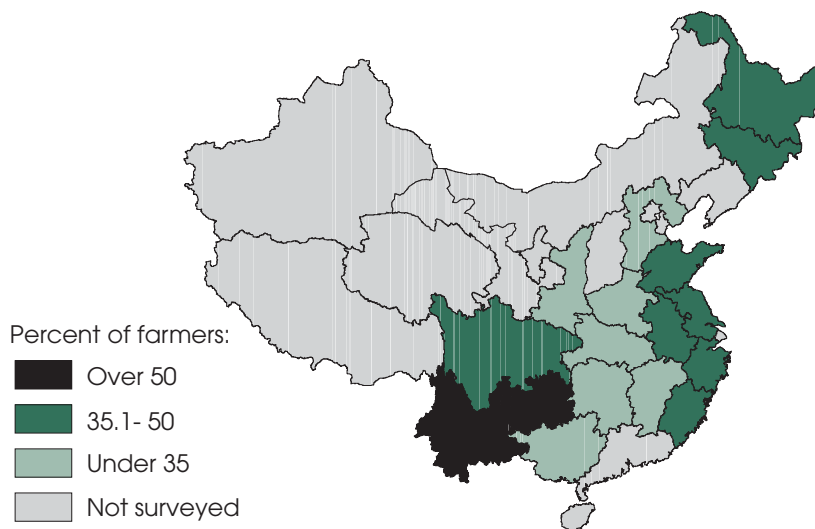 Percent of farmers:
Over 50
35.1- 50
Under 35
Not surveyed